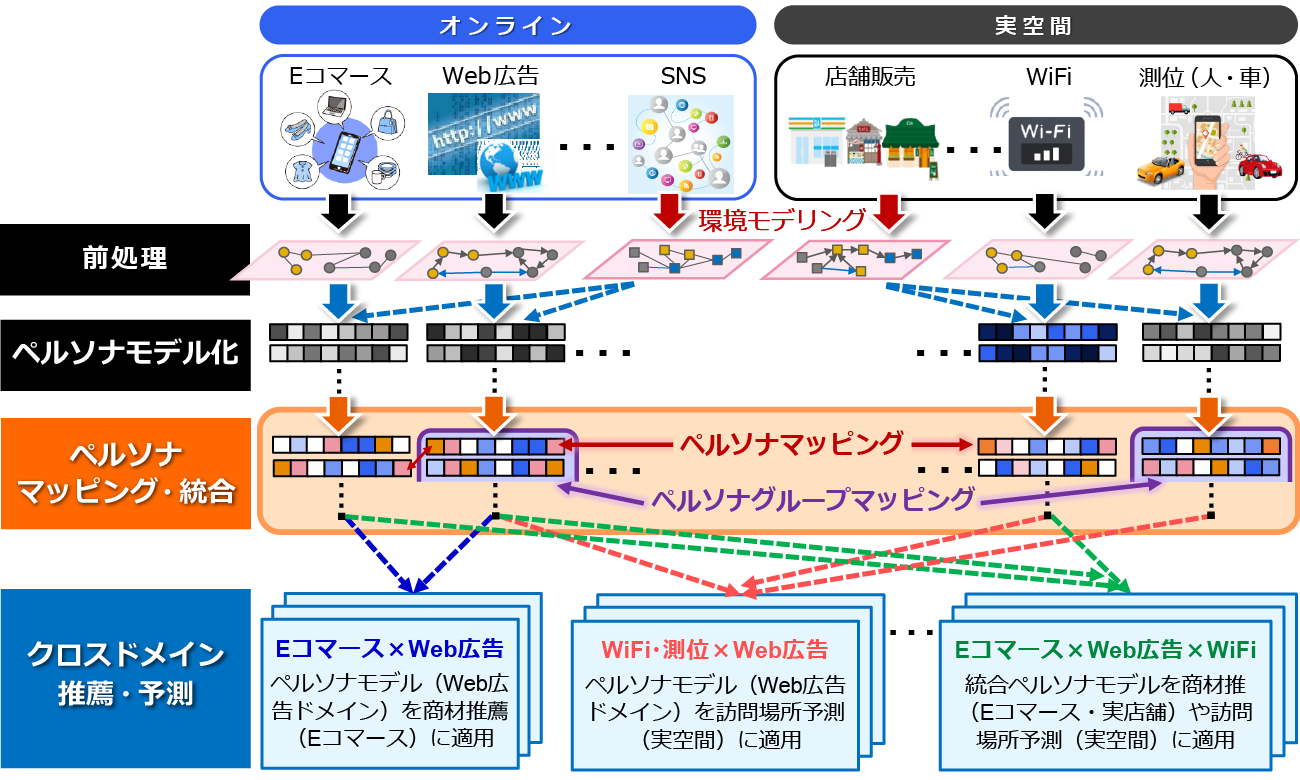 オンライン
実空間
Eコマース
Web広告
SNS
店舗販売
WiFi
測位（人・車）
http://www
WWW
Wi-Fi
環境モデリング
前処理
ペルソナモデル化
ペルソナ
マッピング・統合
ペルソナマッピング
ペルソナグループマッピング
クロスドメイン
推薦・予測
Eコマース×Web広告
ペルソナモデル（Web広
告ドメイン）を商材推薦
（Eコマース）に適用
WiFi・測位×Web広告
ペルソナモデル（Web広告
ドメイン）を訪問場所予測
（実空間）に適用
Eコマース×Web広告×WiFi
統合ペルソナモデルを商材推
（Eコマース・実店舗）や訪問
場所予測（実空間）に適用